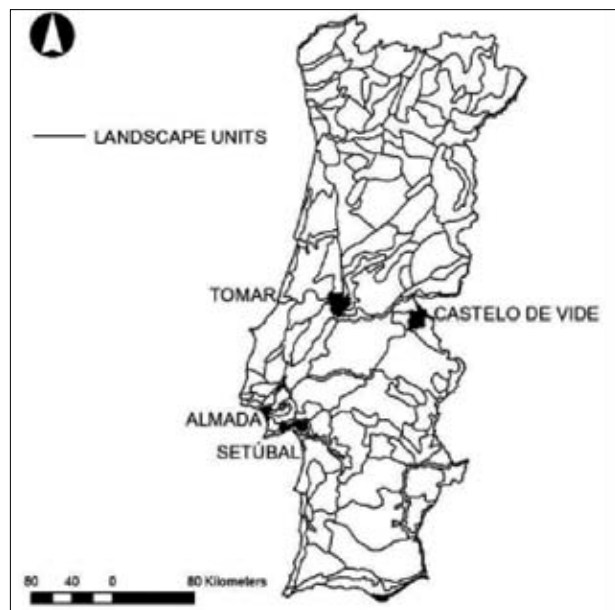 LANDSCAPE UNITS
TOMAR
CASTELO DE VIDE
ALMADA
SETÚBAL
80 40 0 80 Kilometers